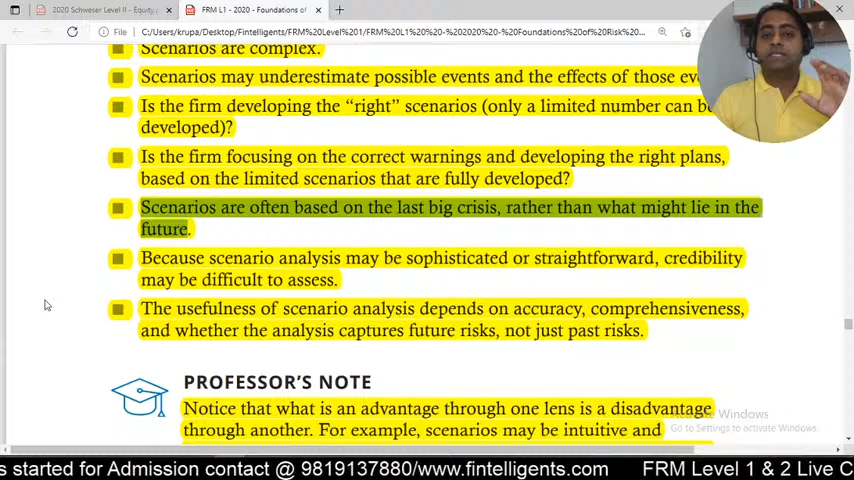 2020 Schweser Level II - Equity.p
FRM L1 - 2020 - Foundations of
File
C:/Users/krupa/Desktop/Fintelligents/FRM%20Level%201/FRM%20L1%20%20-%202020%20-%20Foundations%20of%20Risk%20...
Scenarios are complex.
Scenarios may underestimate possible events and the effects of those
Is the firm developing the “right” scenarios (only a limited number can be
developed)?
Is the firm focusing on the correct warnings and developing the right plans,
based on the limited scenarios that are fully developed?
Scenarios are often based on the last big crisis, rather than what might lie in the
future.
Because scenario analysis may be sophisticated or straightforward, credibility
may be difficult to assess.
The usefulness of scenario analysis depends on accuracy, comprehensiveness,
and whether the analysis captures future risks, not just past risks.
PROFESSOR’S NOTE
Notice that what is an advantage through one lens is a disadvantage
through another. For example, scenarios may be intuitive and
Activate Windows
Go to Settings to activate Windows.
s started for Admission contact @ 9819137880/www.fintelligents.com FRM Level 1 & 2 Live C